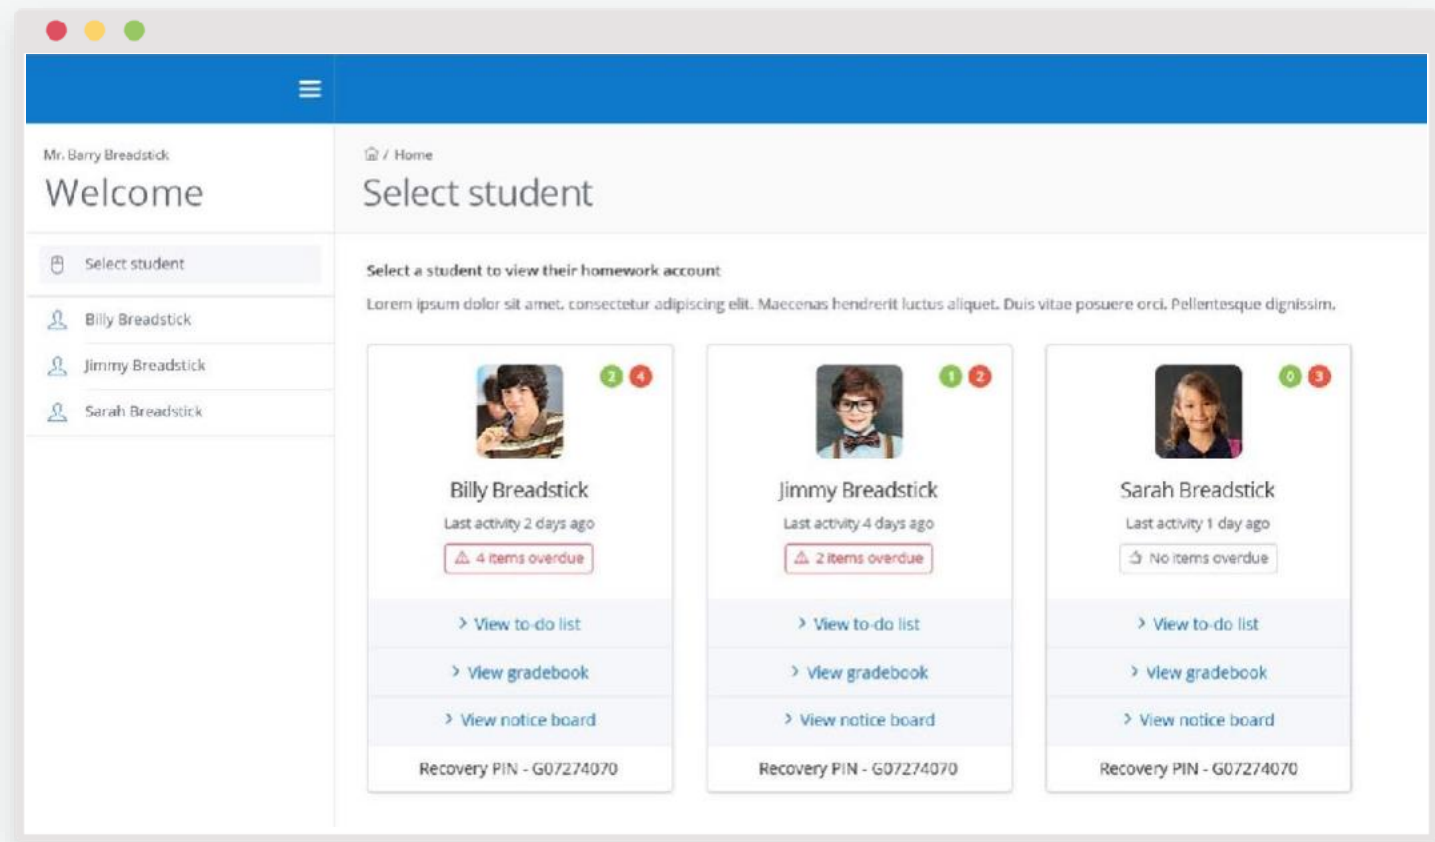 Mr. Barry Breadstick
Welcome
Select student
Billy Breadstick
Jimmy Breadstick
Sarah Breadstick
/ Home
Select student
Select a student to view their homework account
Lorem ipsum dolor sit amet, consectetur adipiscing elit. Maecenas hendrerit luctus aliquet. Duis vitae posuere orci. Pellentesque dignissim.
2 4
Billy Breadstick
Last activity 2 days ago
4 items overdue
> View to-do list
> View gradebook
> View notice board
Recovery PIN - G07274070
1 2
Jimmy Breadstick
Last activity 4 days ago
2 items overdue
> View to-do list
> View gradebook
> View notice board
Recovery PIN - G07274070
0 3
Sarah Breadstick
Last activity 1 day ago
No items overdue
> View to-do list
> View gradebook
> View notice board
Recovery PIN - G07274070